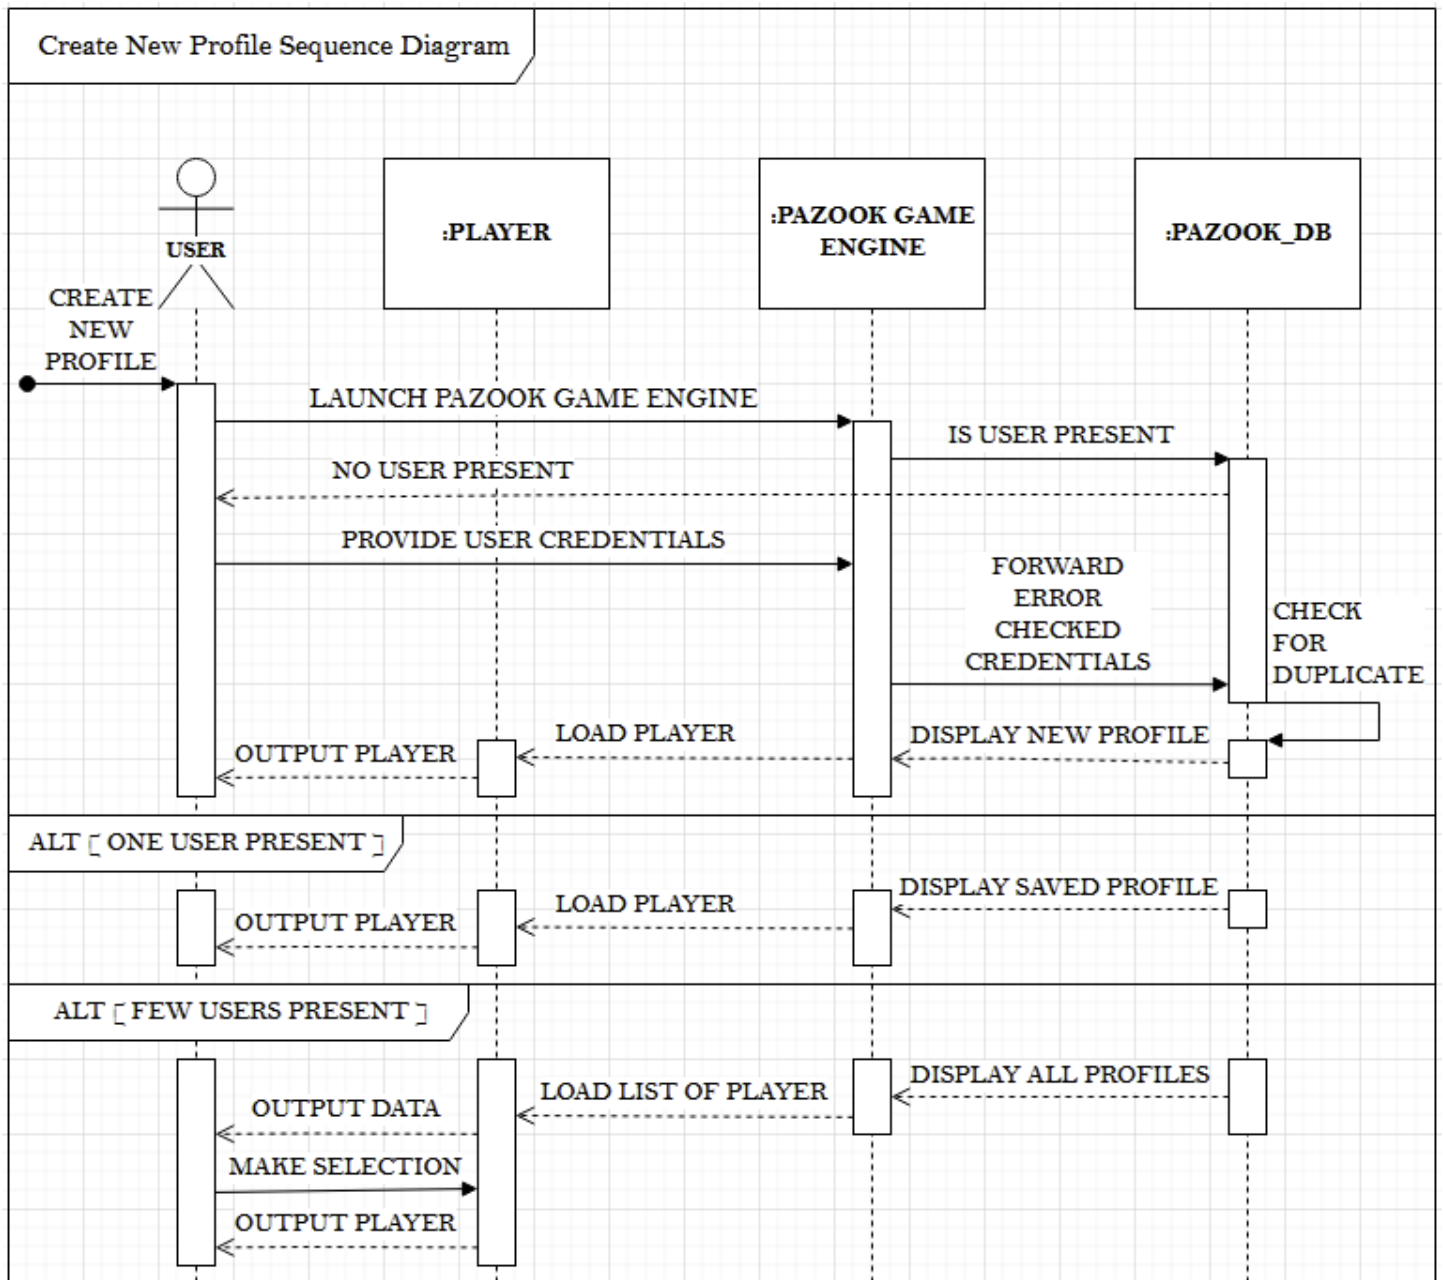 Create New Profile Sequence Diagram
USER
:PLAYER
:PAZOOK GAME
ENGINE
:PAZOOK_DB
CREATE
NEW
PROFILE
LAUNCH PAZOOK GAME ENGINE
IS USER PRESENT
NO USER PRESENT
PROVIDE USER CREDENTIALS
FORWARD
ERROR
CHECKED
CREDENTIALS
CHECK
FOR
DUPLICATE
DISPLAY NEW PROFILE
LOAD PLAYER
OUTPUT PLAYER
ALT [ ONE USER PRESENT ]
DISPLAY SAVED PROFILE
LOAD PLAYER
OUTPUT PLAYER
ALT [ FEW USERS PRESENT ]
DISPLAY ALL PROFILES
LOAD LIST OF PLAYER
OUTPUT DATA
MAKE SELECTION
OUTPUT PLAYER